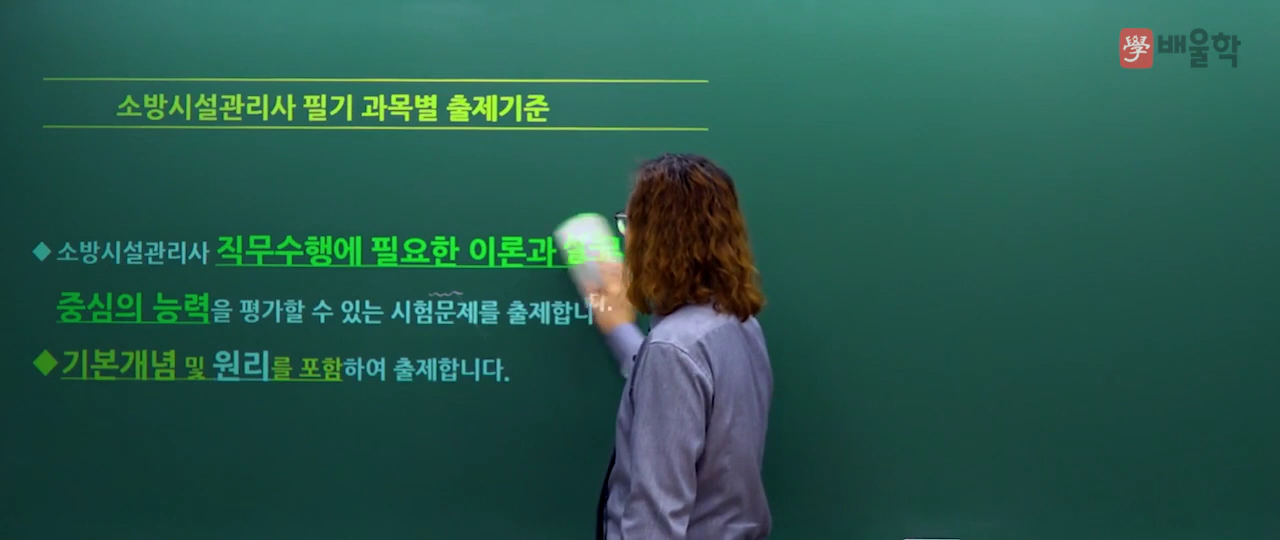 學 배울학
소방시설관리사 필기 과목별 출제기준
◆ 소방시설관리사 직무수행에 필요한 이론과
중심의 능력을 평가할 수 있는 시험문제를 출제합니다.
◆기본개념 및 원리를 포함하여 출제합니다.